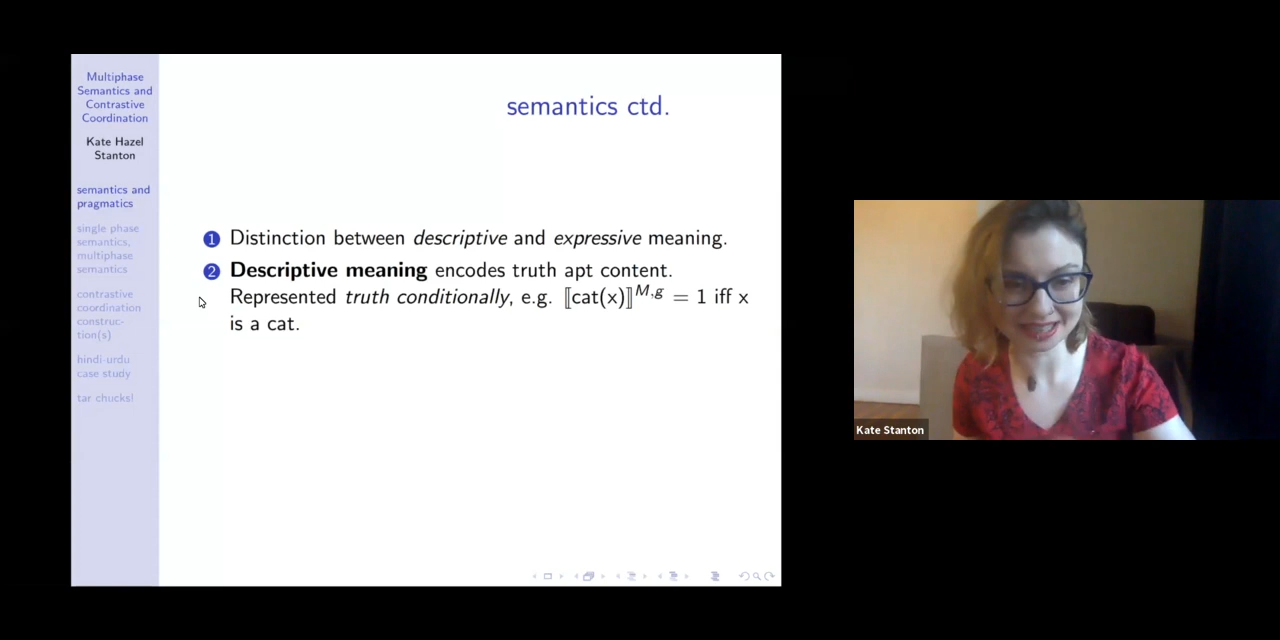 Multiphase
Semantics and
Contrastive
Coordination
Kate Hazel
Stanton
semantics and
pragmatics
single phase
semantics,
multiphase
semantics
contrastive
coordination
construc-
tion(s)
hindi-urdu
case study
tar chucks!
semantics ctd.
1 Distinction between descriptive and expressive meaning.
2 Descriptive meaning encodes truth apt content.
Represented truth conditionally, e.g. ⟦cat(x)⟧^{M,g} = 1 iff x
is a cat.
Kate Stanton